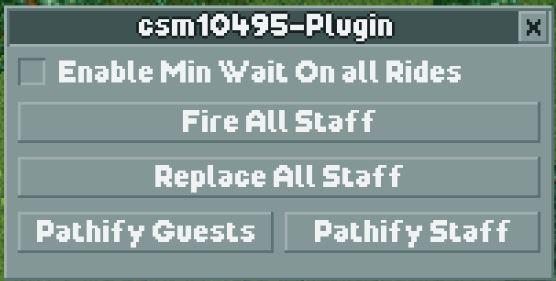 csm10495-Plugin
x
Enable Min Wait On all Rides
Fire All Staff
Replace All Staff
Pathify Guests Pathify Staff